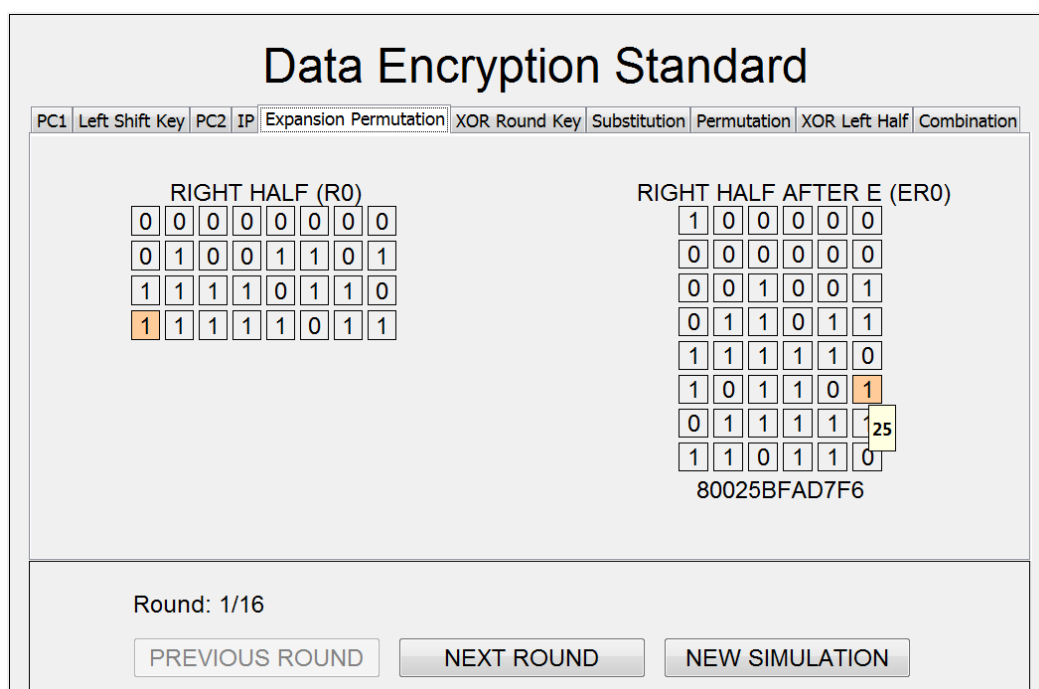 Data Encryption Standard
PC1 Left Shift Key PC2 IP Expansion Permutation XOR Round Key Substitution Permutation XOR Left Half Combination
RIGHT HALF (R0)
0 0 0 0 0 0 0 0
0 1 0 0 1 1 0 1
1 1 1 1 0 1 1 0
1 1 1 1 1 0 1 1
RIGHT HALF AFTER E (ER0)
1 0 0 0 0 0
0 0 0 0 0 0
0 0 1 0 0 1
0 1 1 0 1 1
1 1 1 1 1 0
1 0 1 1 0 1
0 1 1 1 1 1
25
1 1 0 1 1 0
80025BFAD7F6
Round: 1/16
PREVIOUS ROUND NEXT ROUND NEW SIMULATION